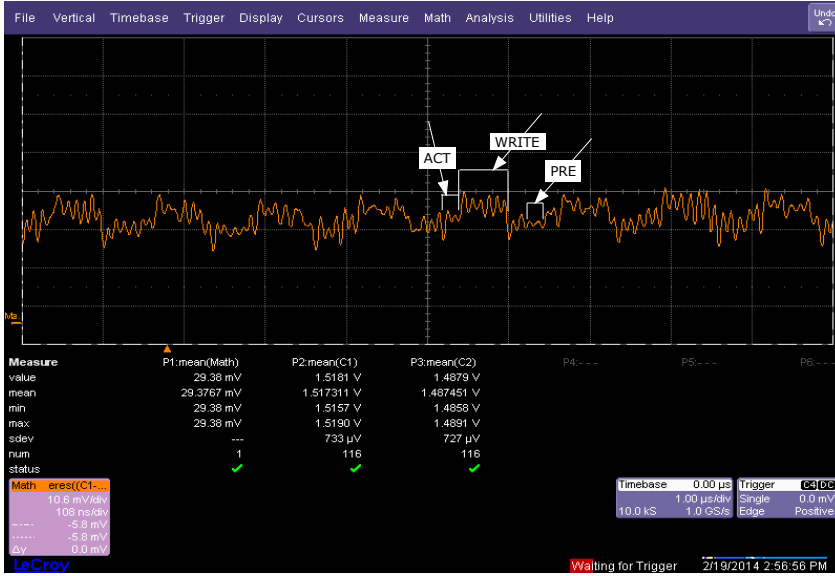 File Vertical Timebase Trigger Display Cursors Measure Math Analysis Utilities Help Undo
WRITE
ACT
PRE
Ma..
Measure P1:mean(Math) P2:mean(C1) P3:mean(C2) P4:- - - P5:- - - P6:- - -
value 29.38 mV 1.5181 V 1.4879 V
mean 29.3767 mV 1.517311 V 1.487451 V
min 29.38 mV 1.5157 V 1.4858 V
max 29.38 mV 1.5190 V 1.4891 V
sdev --- 733 µV 727 µV
num 1 116 116
status
Math eres((C1-...
10.6 mV/div
108 ns/div
-5.8 mV
-5.8 mV
Δy 0.0 mV
Timebase 0.00 µs
1.00 µs/div
10.0 kS 1.0 GS/s
Trigger C4 DC
Single 0.0 mV
Edge Positive
LeCroy
Waiting for Trigger 2/19/2014 2:56:56 PM